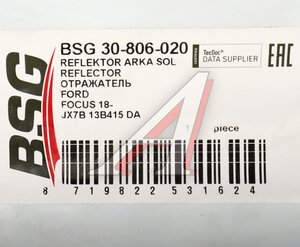 BSG
BSG 30-806-020
REFLEKTOR ARKA SOL
REFLECTOR
ОТРАЖАТЕЛЬ
FORD
FOCUS 18-
JX7B 13B415 DA
TecDoc
DATA SUPPLIER
EAC
piece
8 719822 531624